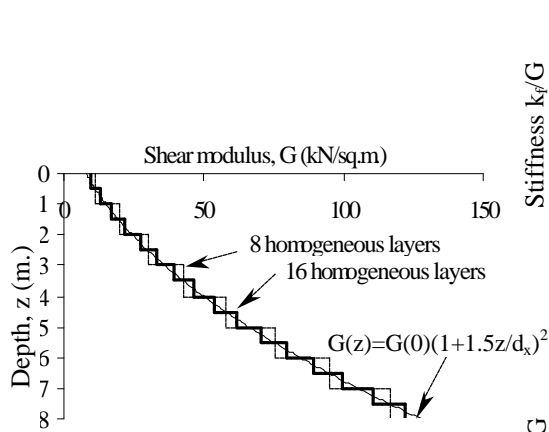 Shear modulus, G (kN/sq.m)
0
50
100
150
0
1
2
3
4
5
6
7
8
Depth, z (m.)
8 homogeneous layers
16 homogeneous layers
G(z)=G(0)(1+1.5z/dₓ)²
Stiffness k_f/G
G